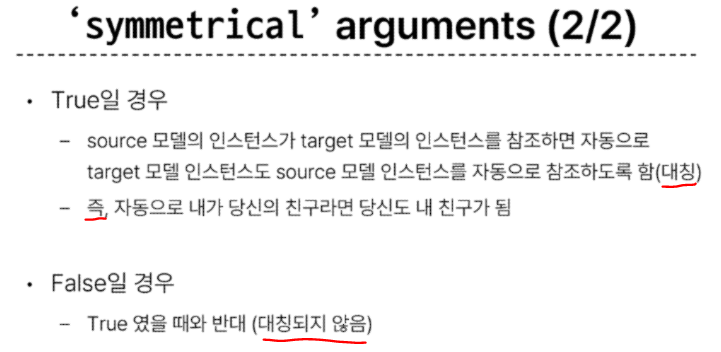 ‘symmetrical’ arguments (2/2)
• True일 경우
– source 모델의 인스턴스가 target 모델의 인스턴스를 참조하면 자동으로
target 모델 인스턴스도 source 모델 인스턴스를 자동으로 참조하도록 함(대칭)
– 즉, 자동으로 내가 당신의 친구라면 당신도 내 친구가 됨
• False일 경우
– True 였을 때와 반대 (대칭되지 않음)